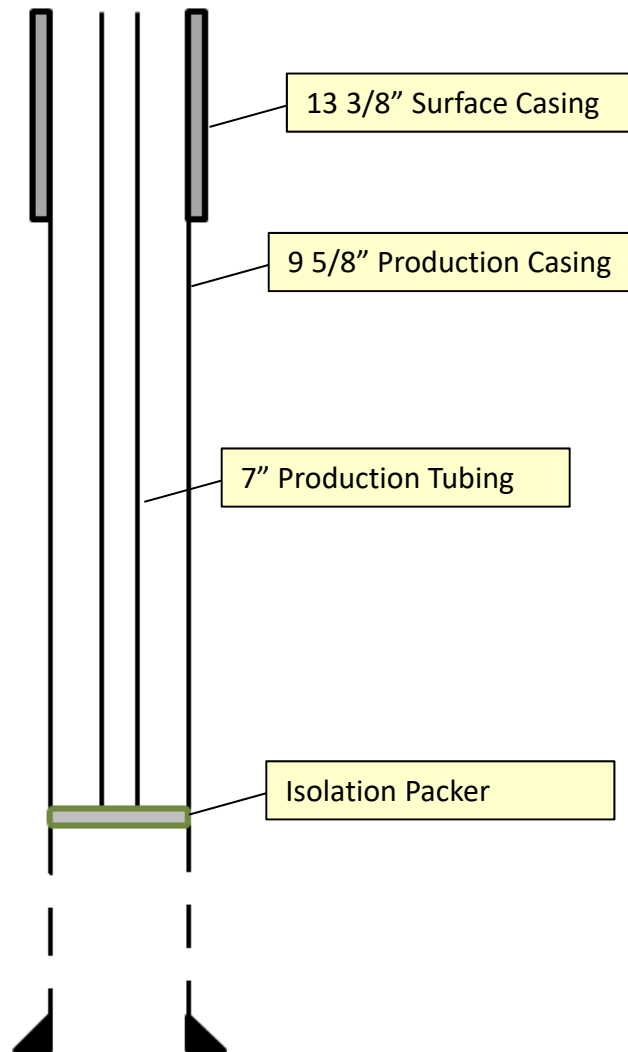 13 3/8” Surface Casing
9 5/8” Production Casing
7” Production Tubing
Isolation Packer